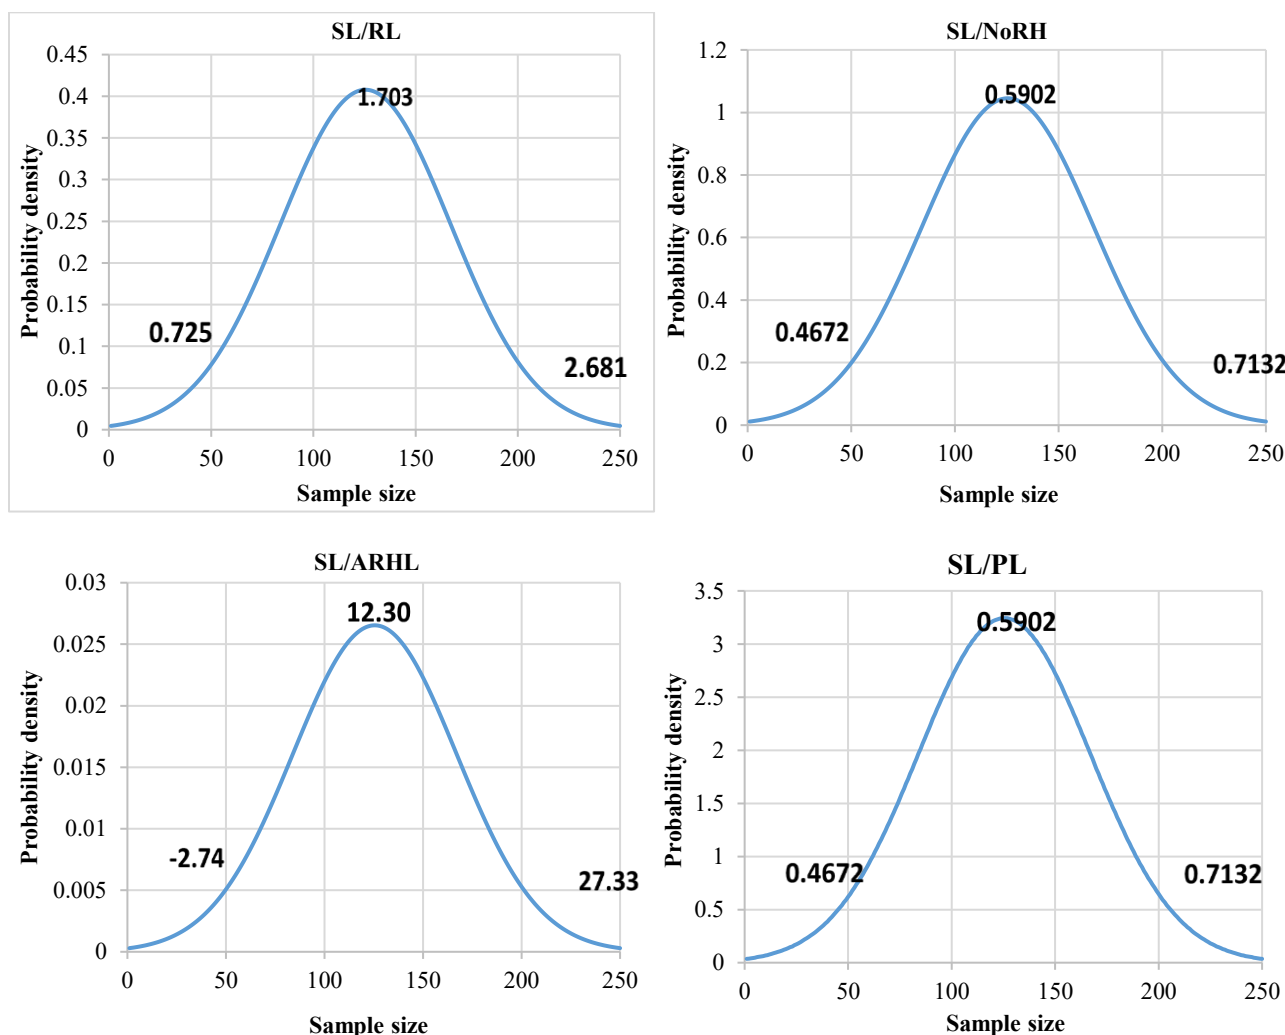 SL/RL
Probability density
0.45
0.4
0.35
0.3
0.25
0.2
0.15
0.1
0.05
0
1.703
0.725
2.681
0 50 100 150 200 250
Sample size
SL/NoRH
Probability density
1.2
1
0.8
0.6
0.4
0.2
0
0.5902
0.4672
0.7132
0 50 100 150 200 250
Sample size
SL/ARHL
Probability density
0.03
0.025
0.02
0.015
0.01
0.005
0
12.30
-2.74
27.33
0 50 100 150 200 250
Sample size
SL/PL
Probability density
3.5
3
2.5
2
1.5
1
0.5
0
0.5902
0.4672
0.7132
0 50 100 150 200 250
Sample size